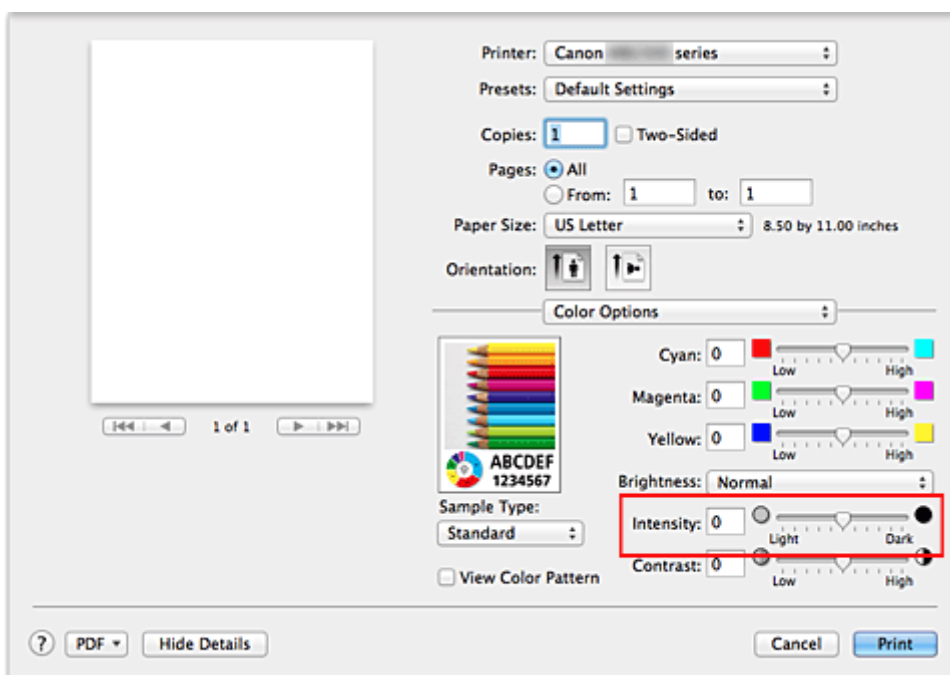 Printer: Canon series
Presets: Default Settings
Copies: 1 Two-Sided
Pages: All
From: 1 to: 1
Paper Size: US Letter 8.50 by 11.00 inches
Orientation:
Color Options
Cyan: 0
Low High
Magenta: 0
Low High
Yellow: 0
Low High
Brightness: Normal
Intensity: 0
Light Dark
Contrast: 0
Low High
ABCDEF
1234567
Sample Type:
Standard
View Color Pattern
1 of 1
? PDF Hide Details Cancel Print